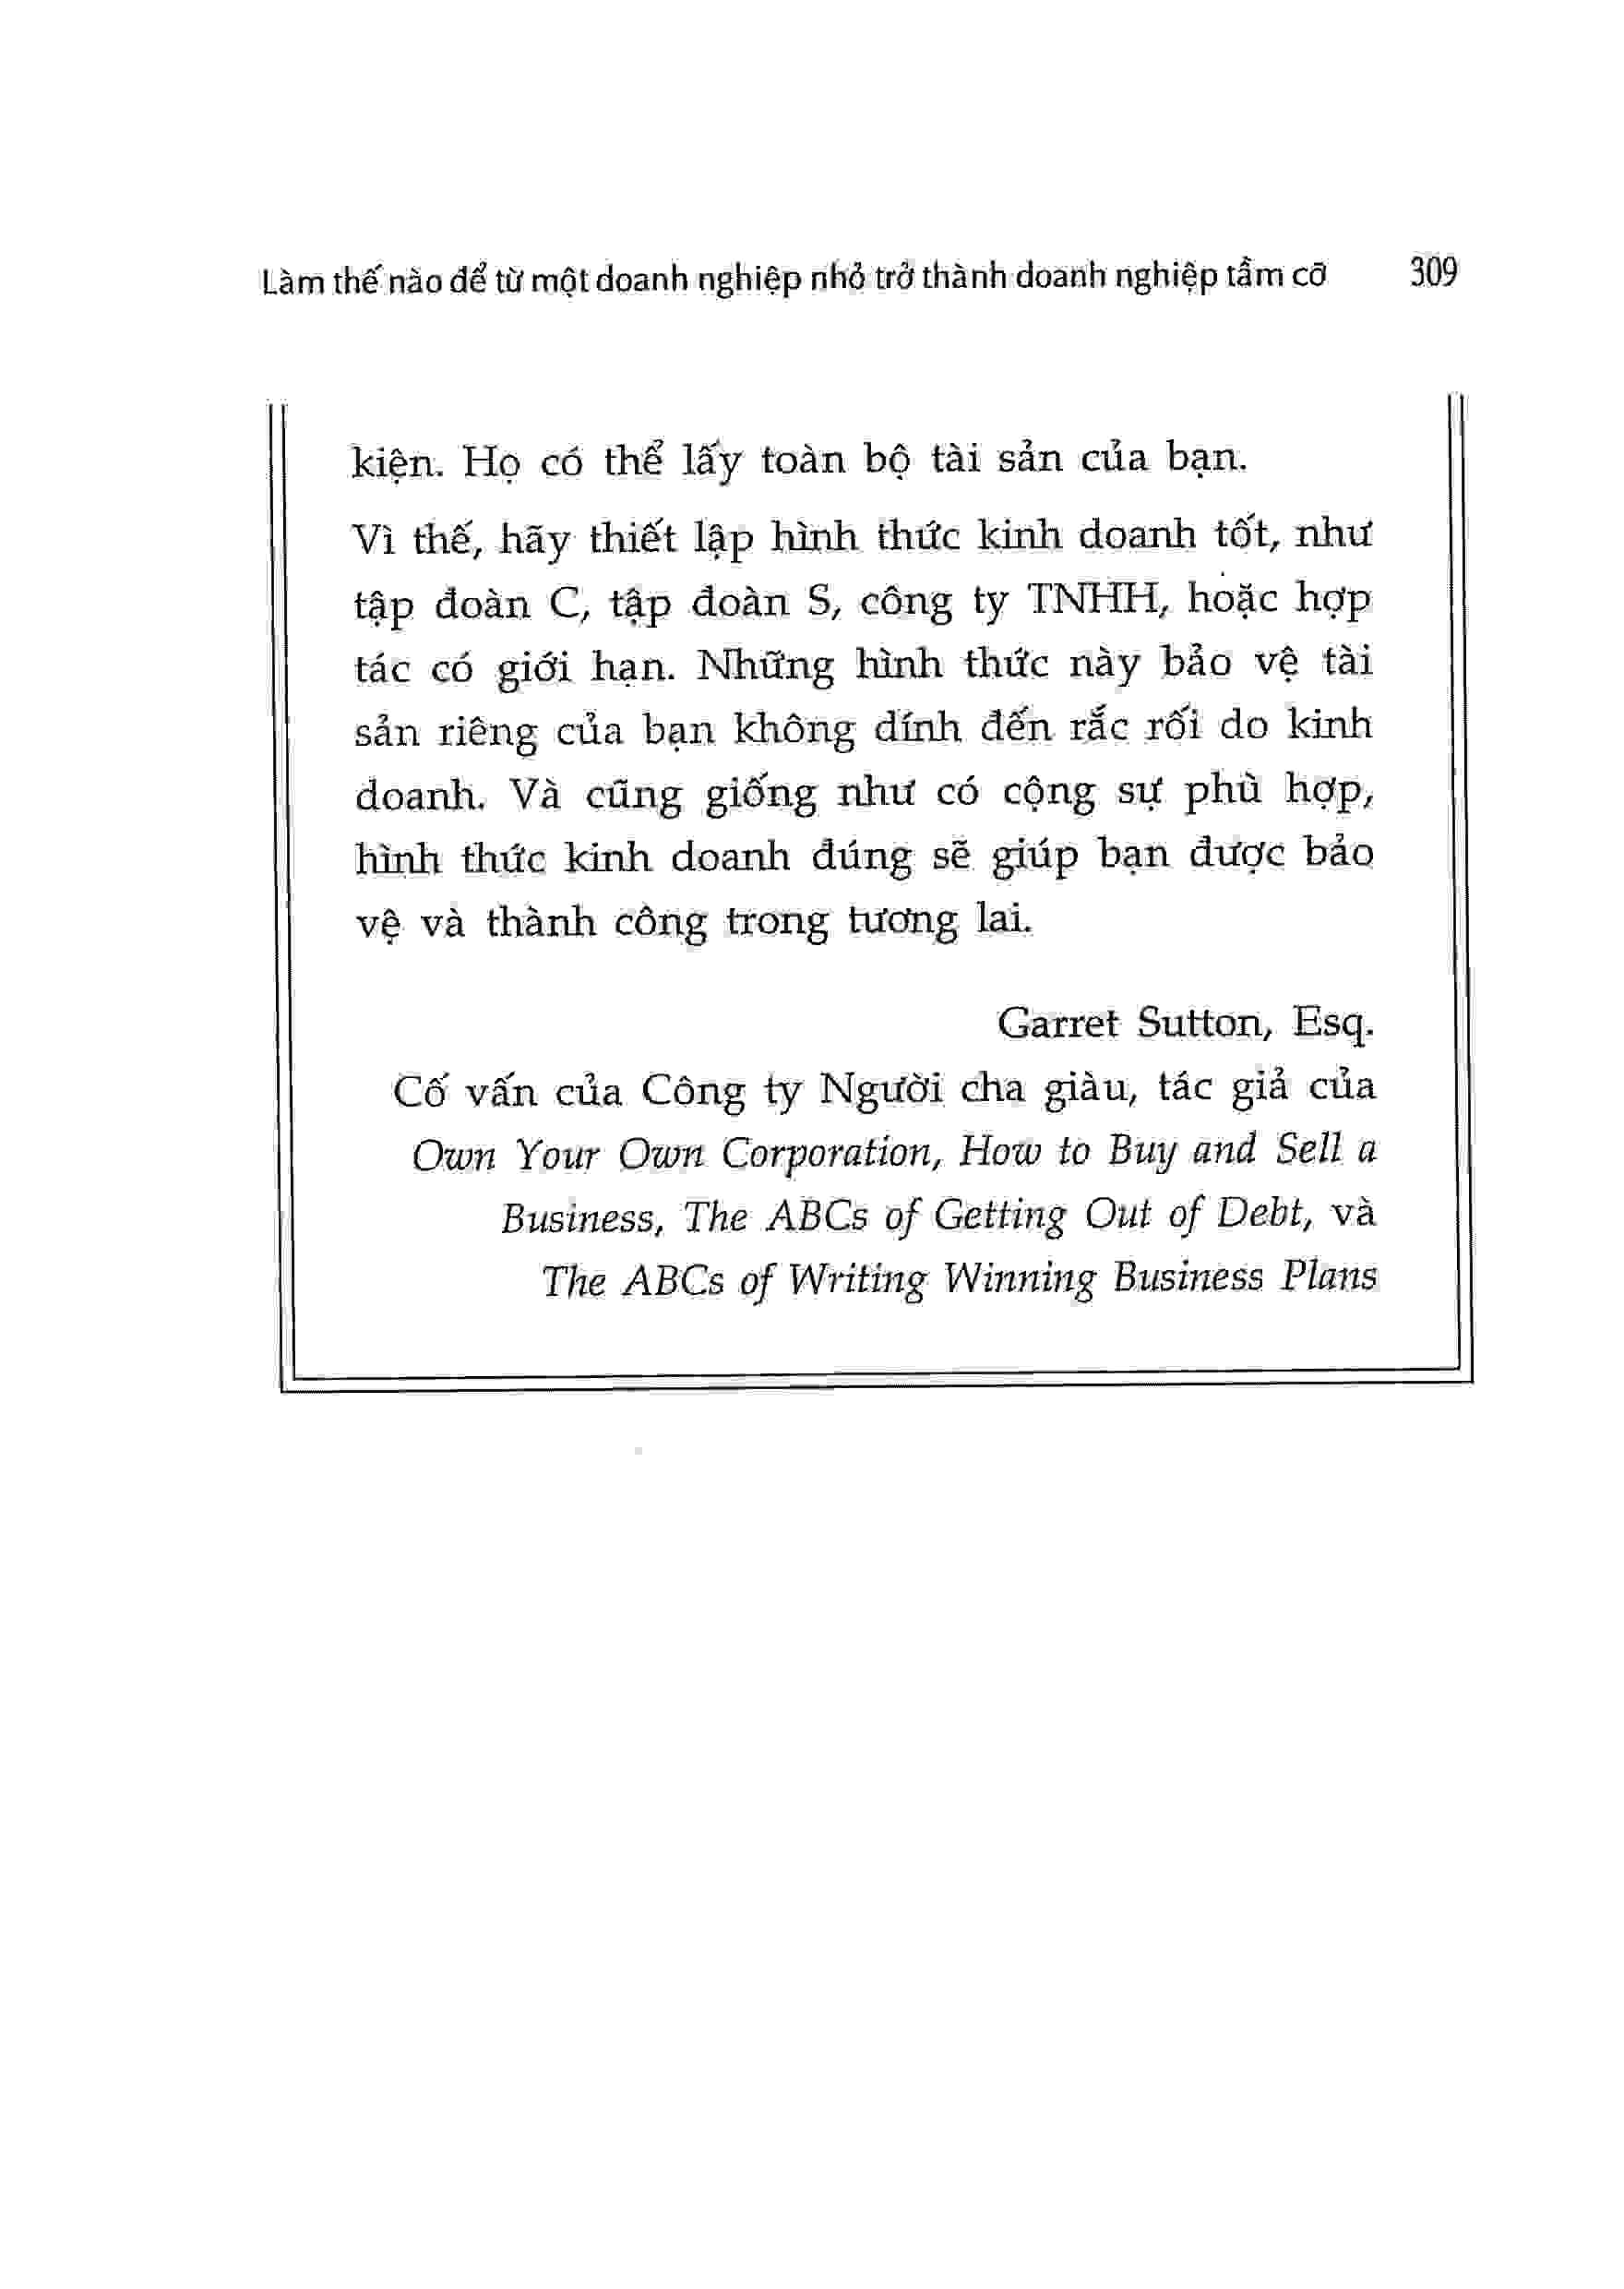 Làm thế nào để từ một doanh nghiệp nhỏ trở thành doanh nghiệp tầm cỡ 309
kiện. Họ có thể lấy toàn bộ tài sản của bạn.
Vì thế, hãy thiết lập hình thức kinh doanh tốt, như
tập đoàn C, tập đoàn S, công ty TNHH, hoặc hợp
tác có giới hạn. Những hình thức này bảo vệ tài
sản riêng của bạn không dính đến rắc rối do kinh
doanh. Và cũng giống như có cộng sự phù hợp,
hình thức kinh doanh đúng sẽ giúp bạn được bảo
vệ và thành công trong tương lai.
Garret Sutton, Esq.
Cố vấn của Công ty Người cha giàu, tác giả của
Own Your Own Corporation, How to Buy and Sell a
Business, The ABCs of Getting Out of Debt, và
The ABCs of Writing Winning Business Plans